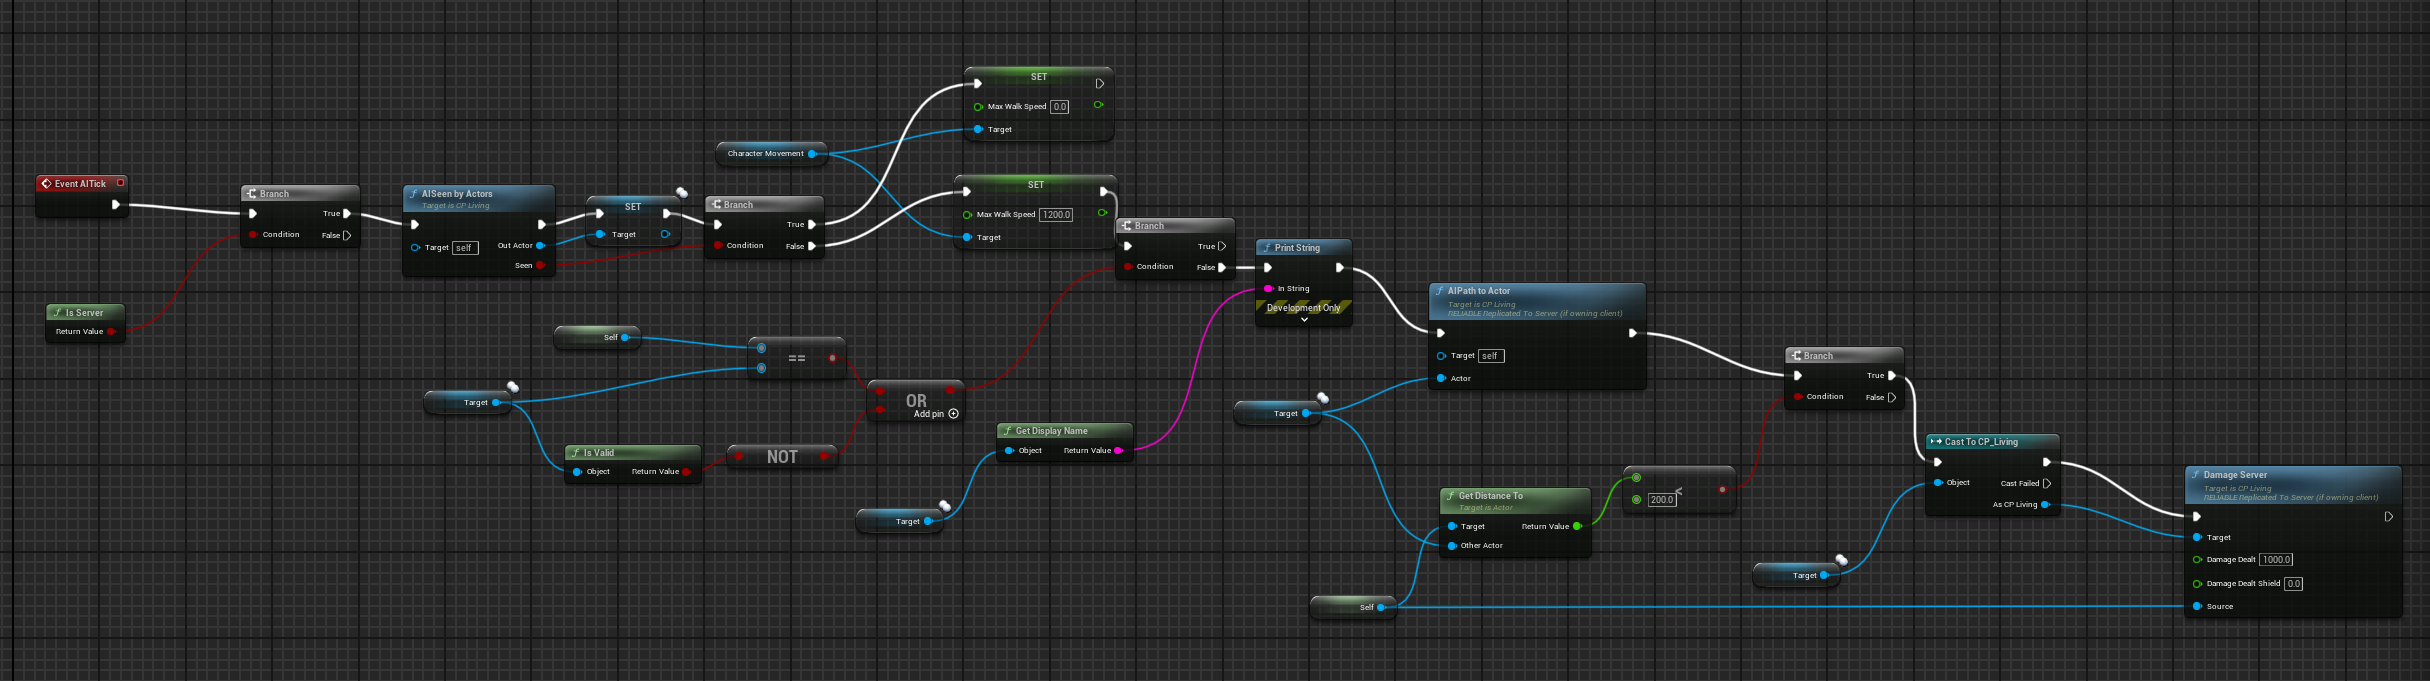 Event AITick
Branch
True
Condition
False
Is Server
Return Value
AISeen by Actors
Target is CP Living
Target self
Out Actor
Seen
SET
Target
Branch
True
Condition
False
Character Movement
SET
Max Walk Speed 0.0
Target
SET
Max Walk Speed 1200.0
Target
Branch
True
Condition
False
Self
==
Target
Is Valid
Object
Return Value
NOT
OR
Add pin
Get Display Name
Object
Return Value
Target
Print String
In String
Development Only
AIPath to Actor
Target is CP Living
RELIABLE Replicated To Server (if owning client)
Target self
Actor
Target
Get Distance To
Target is Actor
Target
Return Value
Other Actor
Self
<
200.0
Branch
True
Condition
False
Cast To CP_Living
Object
Cast Failed
As CP Living
Target
Damage Server
Target is CP Living
RELIABLE Replicated To Server (if owning client)
Target
Damage Dealt 1000.0
Damage Dealt Shield 0.0
Source